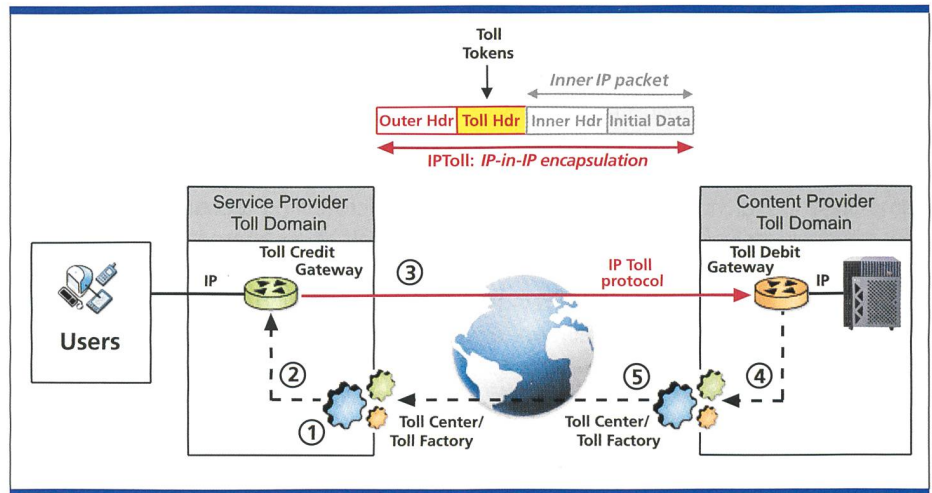 Toll
Tokens
Inner IP packet
Outer Hdr Toll Hdr Inner Hdr Initial Data
IPToll: IP-in-IP encapsulation
Service Provider
Toll Domain
Content Provider
Toll Domain
Toll Credit
Gateway
Toll Debit
Gateway
IP
③
IP Toll
protocol
IP
Users
②
⑤
④
①
Toll Center/
Toll Factory
Toll Center/
Toll Factory